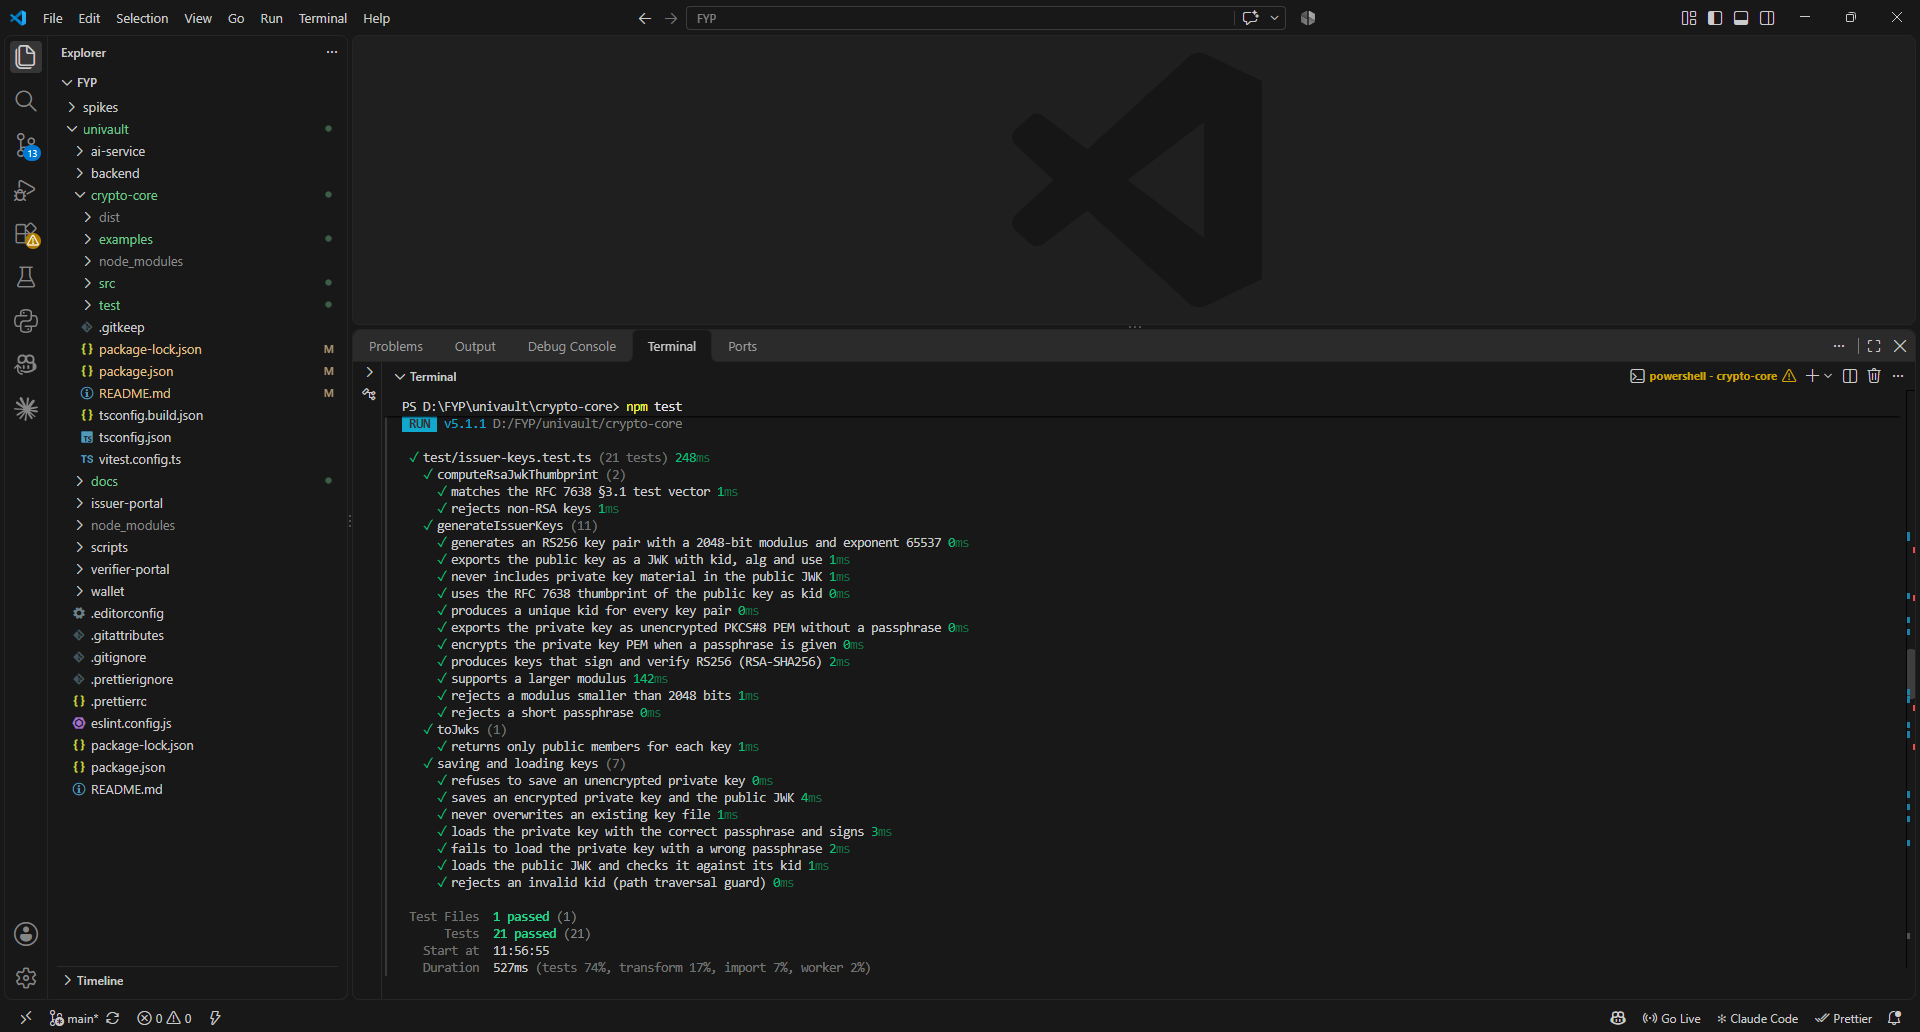 File Edit Selection View Go Run Terminal Help
FYP
Explorer
FYP
spikes
univault
ai-service
backend
crypto-core
dist
examples
node_modules
src
test
.gitkeep
package-lock.json M
package.json M
README.md M
tsconfig.build.json
tsconfig.json
TS vitest.config.ts
docs
issuer-portal
node_modules
scripts
verifier-portal
wallet
.editorconfig
.gitattributes
.gitignore
.prettierignore
.prettierrc
eslint.config.js
package-lock.json
package.json
README.md
Timeline
13
Problems Output Debug Console Terminal Ports
Terminal
powershell - crypto-core
PS D:\FYP\univault\crypto-core> npm test
RUN v5.1.1 D:/FYP/univault/crypto-core
✓ test/issuer-keys.test.ts (21 tests) 248ms
✓ computeRsaJwkThumbprint (2)
✓ matches the RFC 7638 §3.1 test vector 1ms
✓ rejects non-RSA keys 1ms
✓ generateIssuerKeys (11)
✓ generates an RS256 key pair with a 2048-bit modulus and exponent 65537 0ms
✓ exports the public key as a JWK with kid, alg and use 1ms
✓ never includes private key material in the public JWK 1ms
✓ uses the RFC 7638 thumbprint of the public key as kid 0ms
✓ produces a unique kid for every key pair 0ms
✓ exports the private key as unencrypted PKCS#8 PEM without a passphrase 0ms
✓ encrypts the private key PEM when a passphrase is given 0ms
✓ produces keys that sign and verify RS256 (RSA-SHA256) 2ms
✓ supports a larger modulus 142ms
✓ rejects a modulus smaller than 2048 bits 1ms
✓ rejects a short passphrase 0ms
✓ toJwks (1)
✓ returns only public members for each key 1ms
✓ saving and loading keys (7)
✓ refuses to save an unencrypted private key 0ms
✓ saves an encrypted private key and the public JWK 4ms
✓ never overwrites an existing key file 1ms
✓ loads the private key with the correct passphrase and signs 3ms
✓ fails to load the private key with a wrong passphrase 2ms
✓ loads the public JWK and checks it against its kid 1ms
✓ rejects an invalid kid (path traversal guard) 0ms
Test Files 1 passed (1)
Tests 21 passed (21)
Start at 11:56:55
Duration 527ms (tests 74%, transform 17%, import 7%, worker 2%)
main* 0 0 Go Live Claude Code Prettier